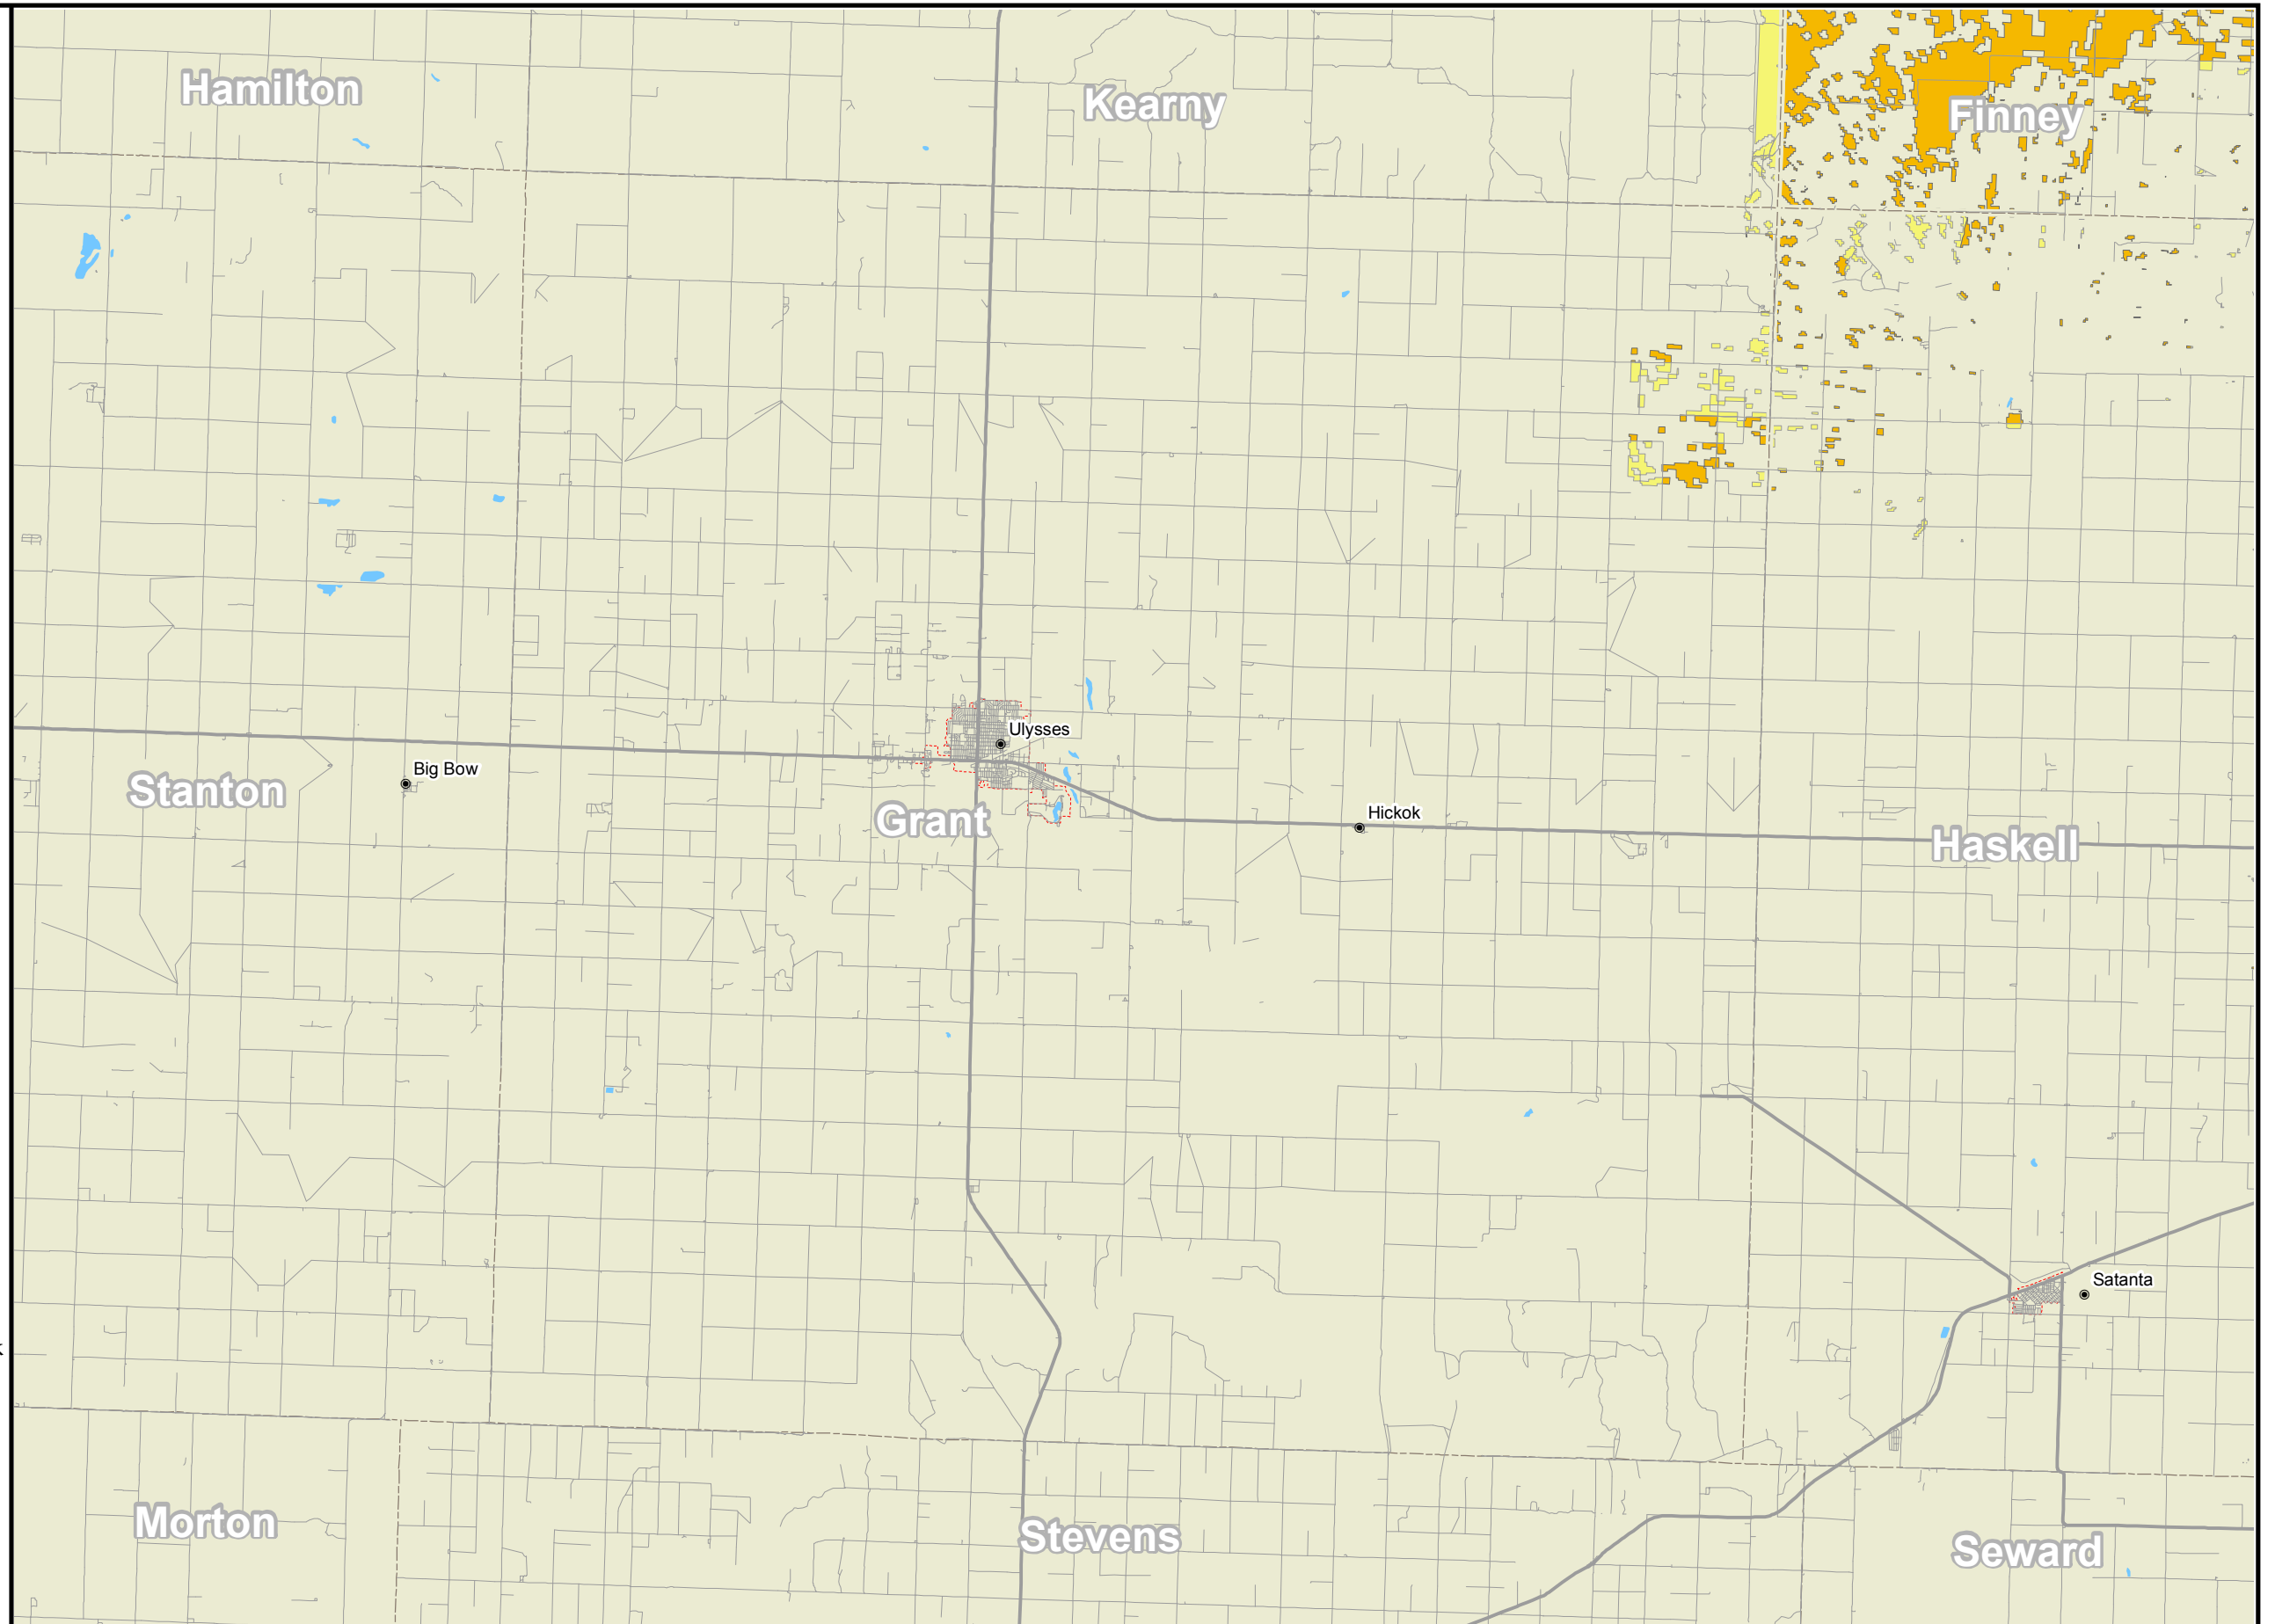 Hamilton
Kearny
Finney
Ulysses
Big Bow
Stanton
Grant
Hickok
Haskell
Satanta
Morton
Stevens
Seward